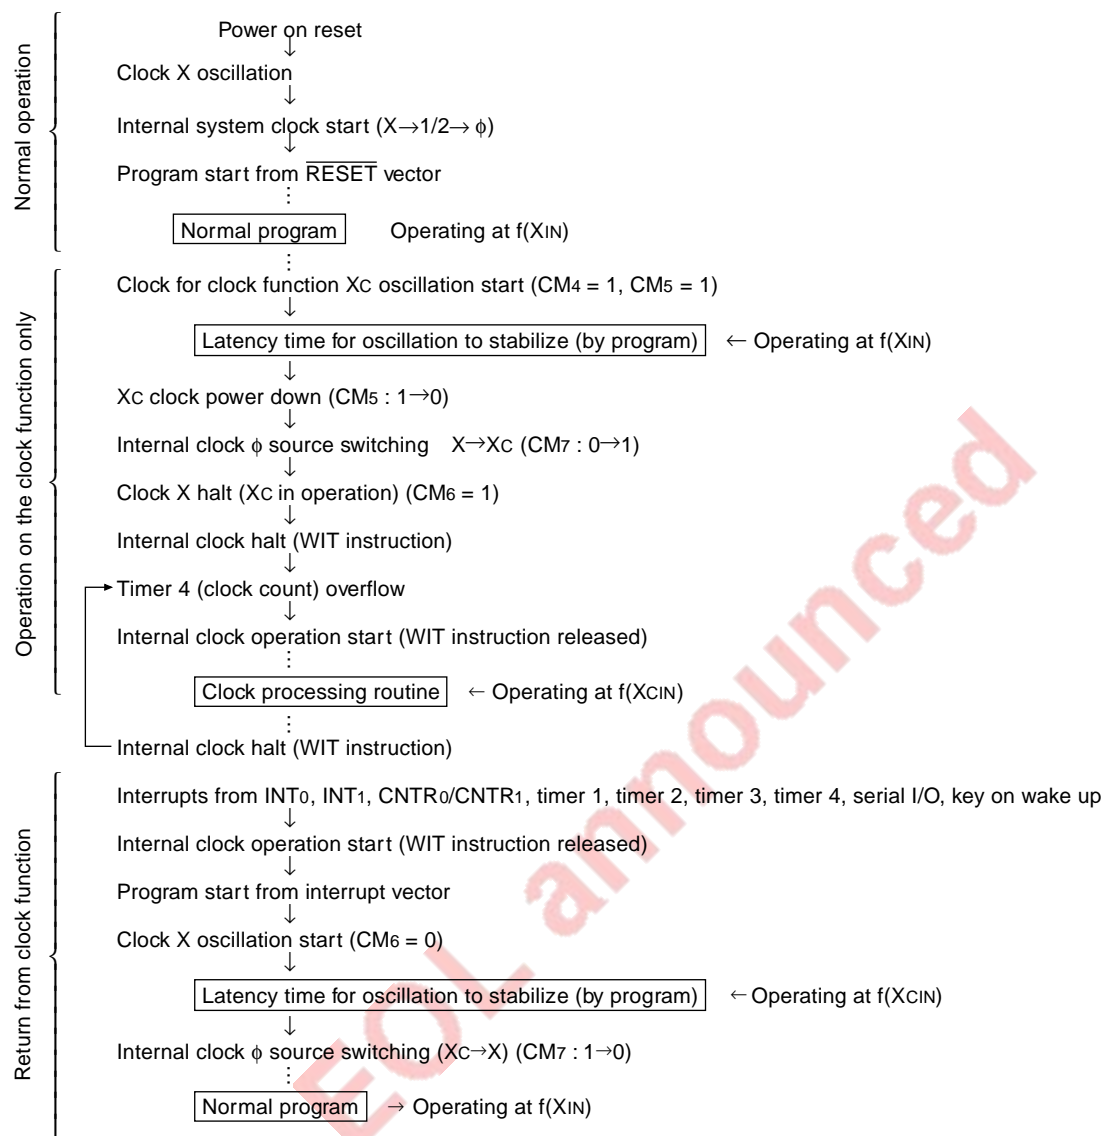 Normal operation
Power on reset
↓
Clock X oscillation
↓
Internal system clock start (X→1/2→ φ)
↓
Program start from RESET vector
⋮
Normal program Operating at f(XIN)
⋮
Operation on the clock function only
Clock for clock function XC oscillation start (CM4 = 1, CM5 = 1)
↓
Latency time for oscillation to stabilize (by program) ← Operating at f(XIN)
↓
XC clock power down (CM5 : 1→0)
↓
Internal clock φ source switching X→XC (CM7 : 0→1)
↓
Clock X halt (XC in operation) (CM6 = 1)
↓
Internal clock halt (WIT instruction)
↓
Timer 4 (clock count) overflow
↓
Internal clock operation start (WIT instruction released)
⋮
Clock processing routine ← Operating at f(XCIN)
⋮
Internal clock halt (WIT instruction)
Return from clock function
Interrupts from INT0, INT1, CNTR0/CNTR1, timer 1, timer 2, timer 3, timer 4, serial I/O, key on wake up
↓
Internal clock operation start (WIT instruction released)
↓
Program start from interrupt vector
↓
Clock X oscillation start (CM6 = 0)
↓
Latency time for oscillation to stabilize (by program) ← Operating at f(XCIN)
↓
Internal clock φ source switching (XC→X) (CM7 : 1→0)
⋮
Normal program → Operating at f(XIN)
EOL announced